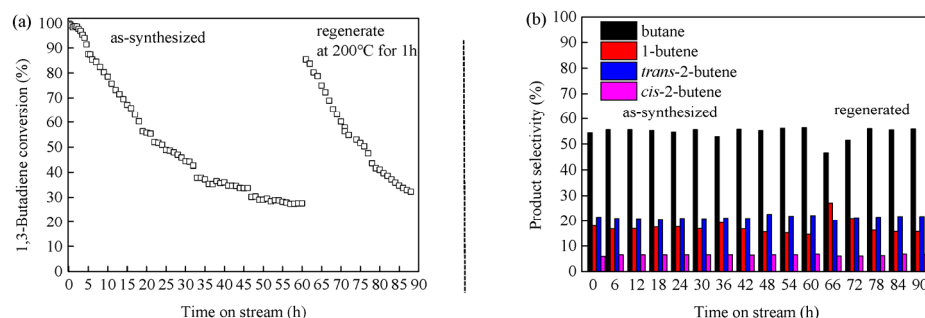 (a)
as-synthesized
regenerate
at 200°C for 1h
1,3-Butadiene conversion (%)
100
90
80
70
60
50
40
30
20
10
0
0 5 10 15 20 25 30 35 40 45 50 55 60 65 70 75 80 85 90
Time on stream (h)
(b)
butane
1-butene
trans-2-butene
cis-2-butene
as-synthesized
regenerated
Product selectivity (%)
100
90
80
70
60
50
40
30
20
10
0
0 6 12 18 24 30 36 42 48 54 60 66 72 78 84 90
Time on stream (h)